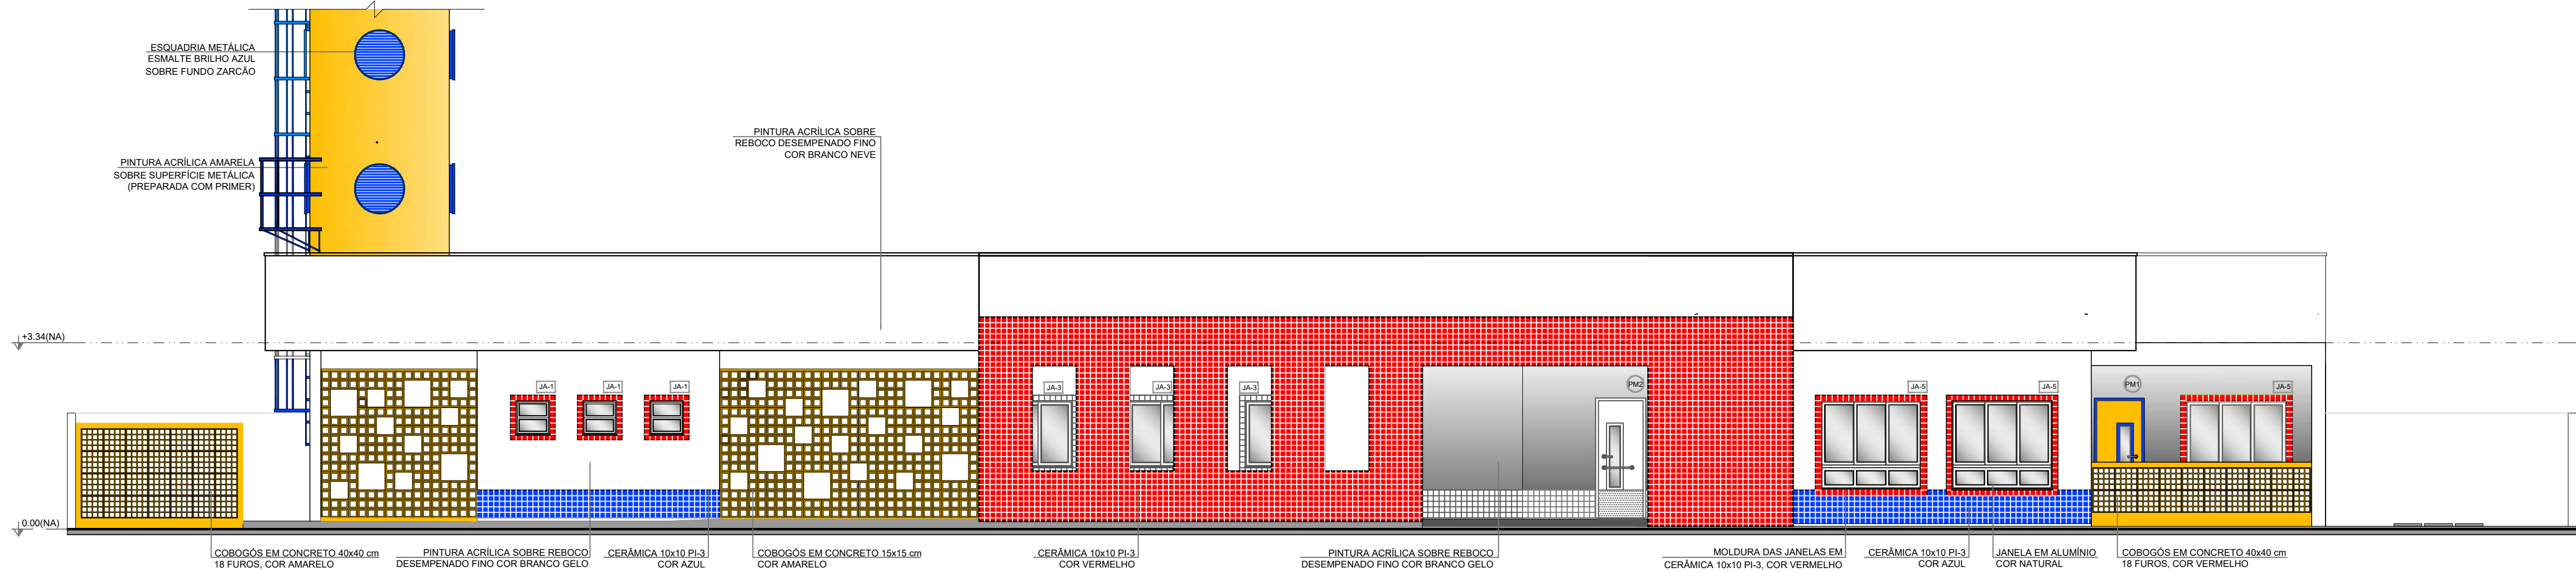 ESQUADRIA METÁLICA
ESMALTE BRILHO AZUL
SOBRE FUNDO ZARCÃO
PINTURA ACRÍLICA SOBRE
REBOCO DESEMPENADO FINO
COR BRANCO NEVE
PINTURA ACRÍLICA AMARELA
SOBRE SUPERFÍCIE METÁLICA
(PREPARADA COM PRIMER)
+3.34(NA)
JA-1
JA-1
JA-1
JA-3
JA-3
JA-3
PM2
JA-5
JA-5
PM1
JA-5
0.00(NA)
COBOGÓS EM CONCRETO 40x40 cm
18 FUROS, COR AMARELO
PINTURA ACRÍLICA SOBRE REBOCO
DESEMPENADO FINO COR BRANCO GELO
CERÂMICA 10x10 PI-3
COR AZUL
COBOGÓS EM CONCRETO 15x15 cm
COR AMARELO
CERÂMICA 10x10 PI-3
COR VERMELHO
PINTURA ACRÍLICA SOBRE REBOCO
DESEMPENADO FINO COR BRANCO GELO
MOLDURA DAS JANELAS EM
CERÂMICA 10x10 PI-3, COR VERMELHO
CERÂMICA 10x10 PI-3
COR AZUL
JANELA EM ALUMÍNIO
COR NATURAL
COBOGÓS EM CONCRETO 40x40 cm
18 FUROS, COR VERMELHO